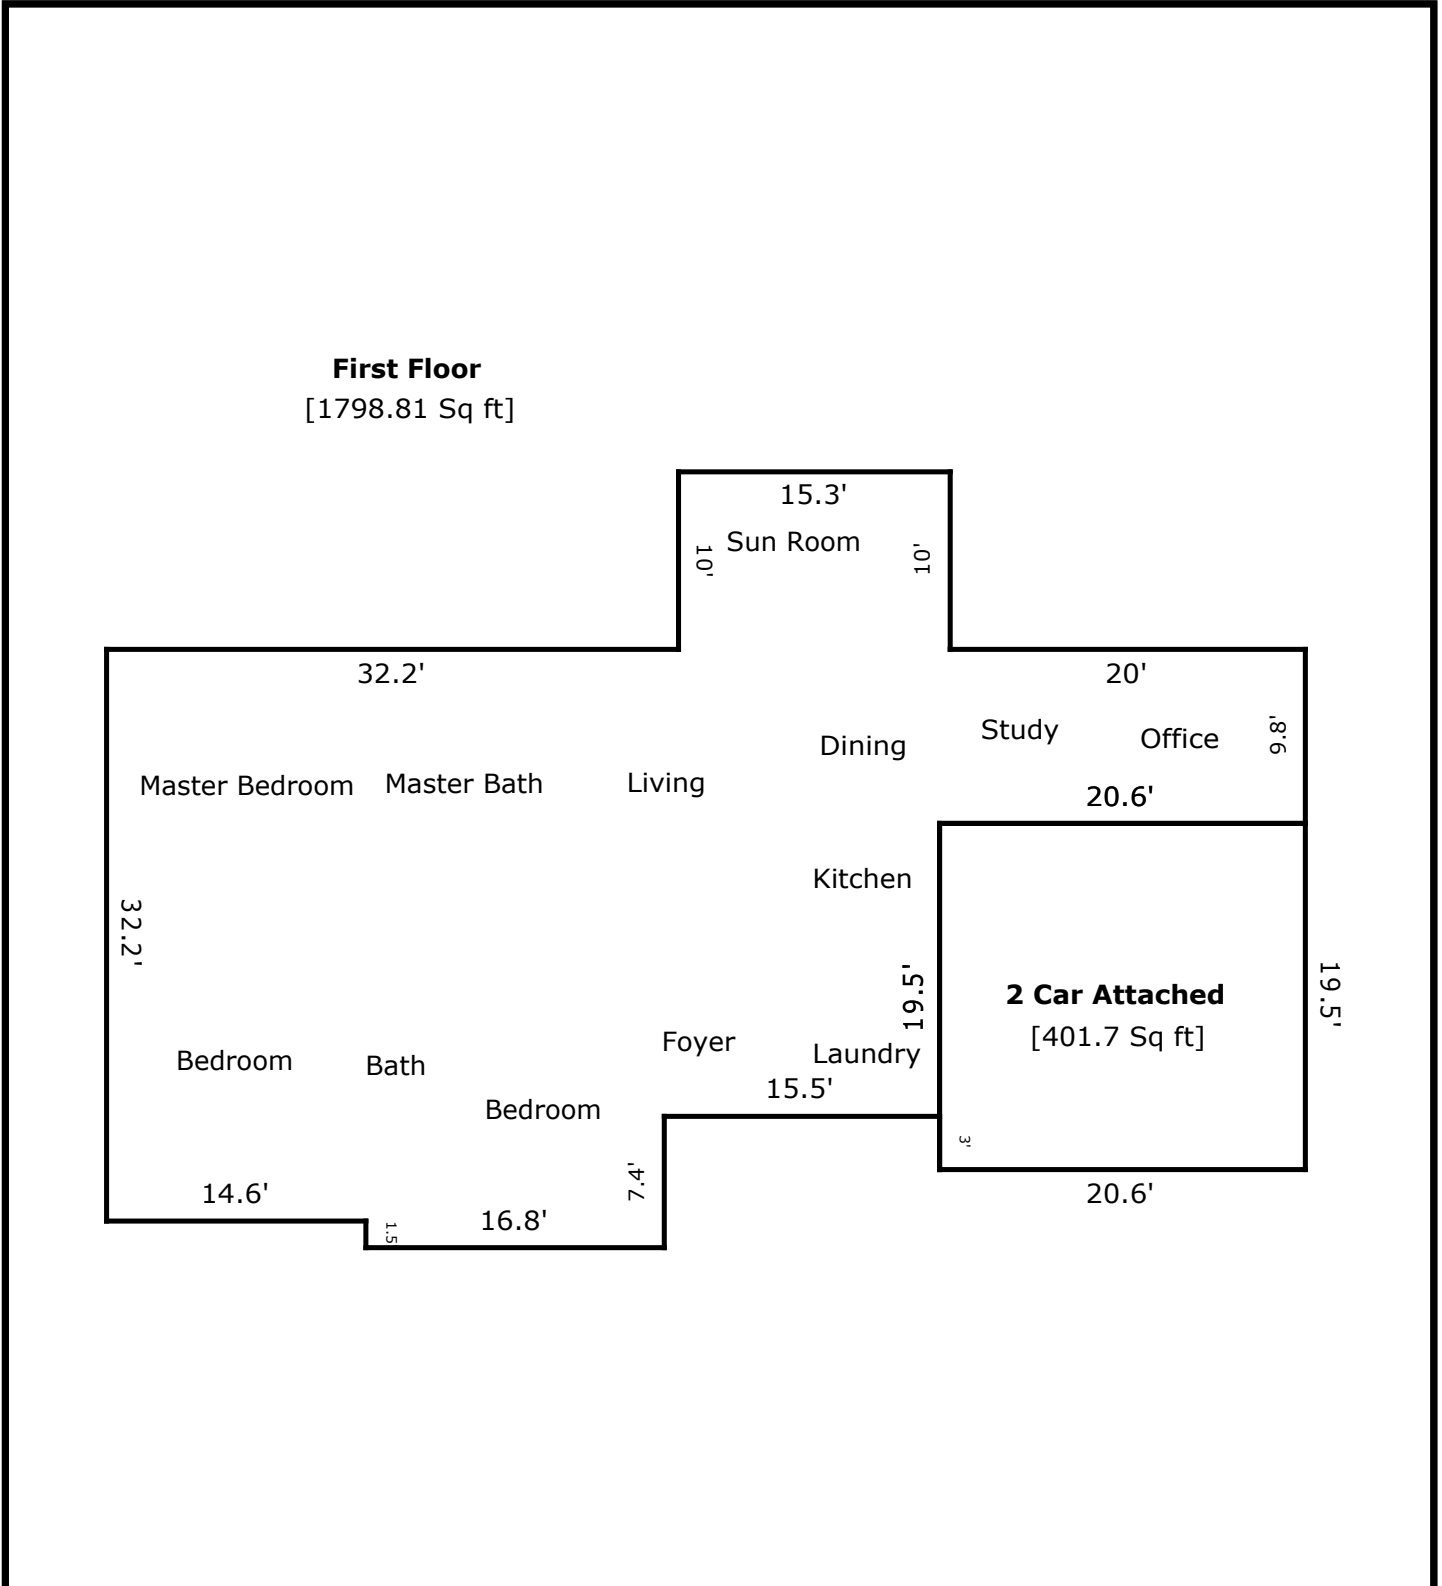 First Floor
[1798.81 Sq ft]
15.3'
Sun Room
10'
10'
32.2'
20'
Study
Office
9.8'
Dining
Master Bedroom
Master Bath
Living
20.6'
Kitchen
32.2'
19.5'
2 Car Attached
[401.7 Sq ft]
19.5'
Foyer
Laundry
Bedroom
Bath
15.5'
Bedroom
3'
7.4'
14.6'
16.8'
1.5
20.6'